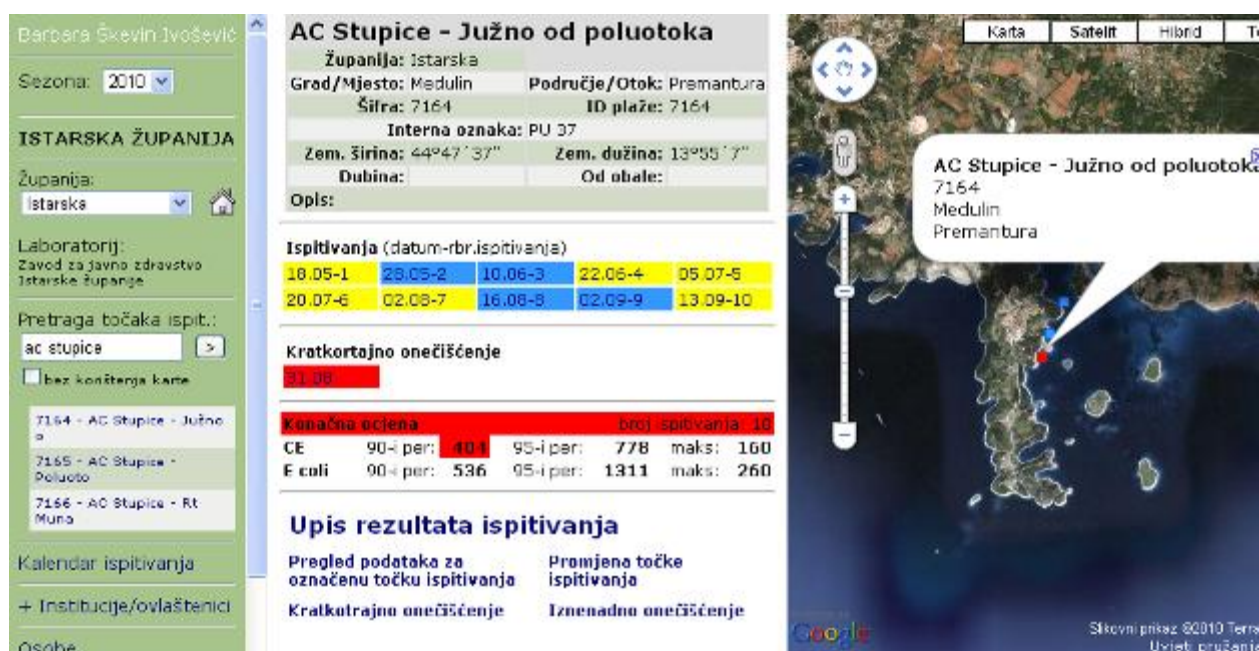 Barbara Škevin Ivošević
Sezona: 2010
ISTARSKA ŽUPANIJA
Županija:
Istarska
Laboratorij:
Zavod za javno zdravstvo
Istarske županije
Pretraga točaka ispit.:
ac stupice
>
bez korištenja karte
7164 - AC Stupice - Južno
o
7165 - AC Stupice -
Poluoto
7166 - AC Stupice - Rt
Muna
Kalendar ispitivanja
+ Institucije/ovlaštenici
Osobe
AC Stupice - Južno od poluotoka
Županija: Istarska
Grad/Mjesto: Medulin Područje/Otok: Premantura
Šifra: 7164 ID plaže: 7164
Interna oznaka: PU 37
Zem. širina: 44°47´37" Zem. dužina: 13°55´7"
Dubina: Od obale:
Opis:
Ispitivanja (datum-rbr.ispitivanja)
18.05-1 28.05-2 10.06-3 22.06-4 05.07-5
20.07-6 02.08-7 16.08-8 02.09-9 13.09-10
Kratkortajno onečišćenje
31.08
Konačna ocjena broj ispitivanja 10
CE 90-i per: 404 95-i per: 778 maks: 160
E coli 90-i per: 536 95-i per: 1311 maks: 260
Upis rezultata ispitivanja
Pregled podataka za Promjena točke
označenu točku ispitivanja ispitivanja
Kratkotrajno onečišćenje Iznenadno onečišćenje
Karta Satelit Hibrid Te
AC Stupice - Južno od poluotoka
7164
Medulin
Premantura
Google
Slikovni prikaz ©2010 Terra
Uvjeti pružanja